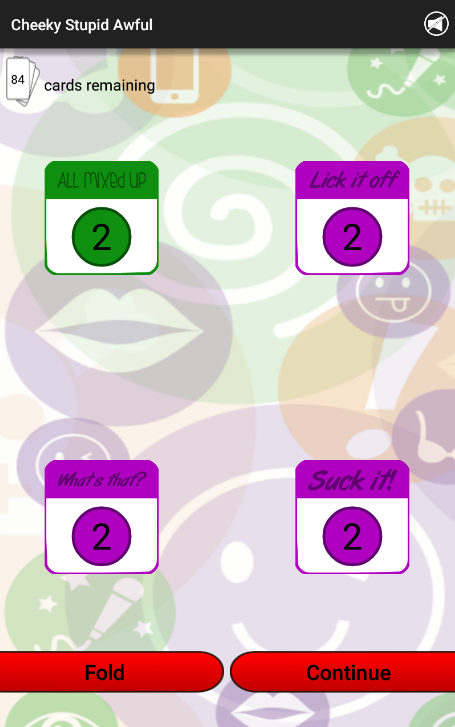 Cheeky Stupid Awful
84
cards remaining
ALL MIXED UP
Lick it off
2
2
What's that?
Suck it!
2
2
Fold
Continue